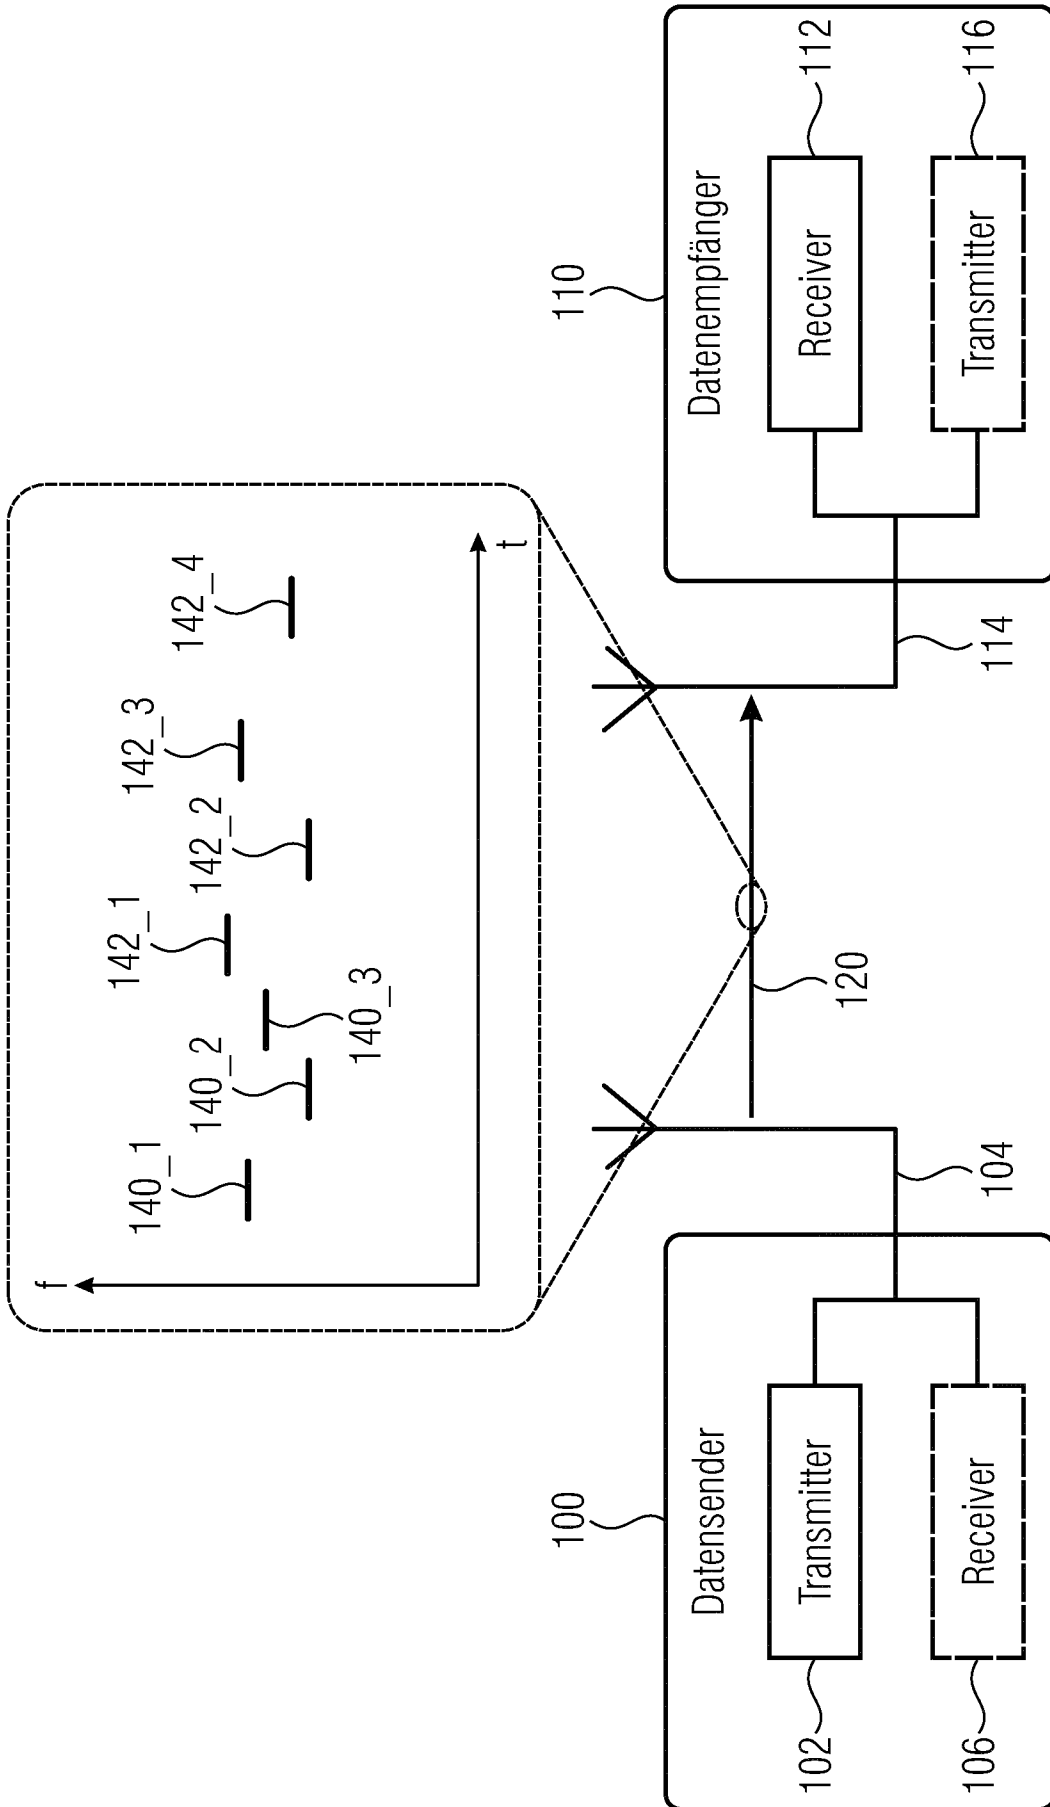 f
140_1
140_2
140_3
142_1
142_2
142_3
142_4
t
100
Datensender
102
Transmitter
106
Receiver
104
120
114
110
Datenempfänger
Receiver
112
Transmitter
116